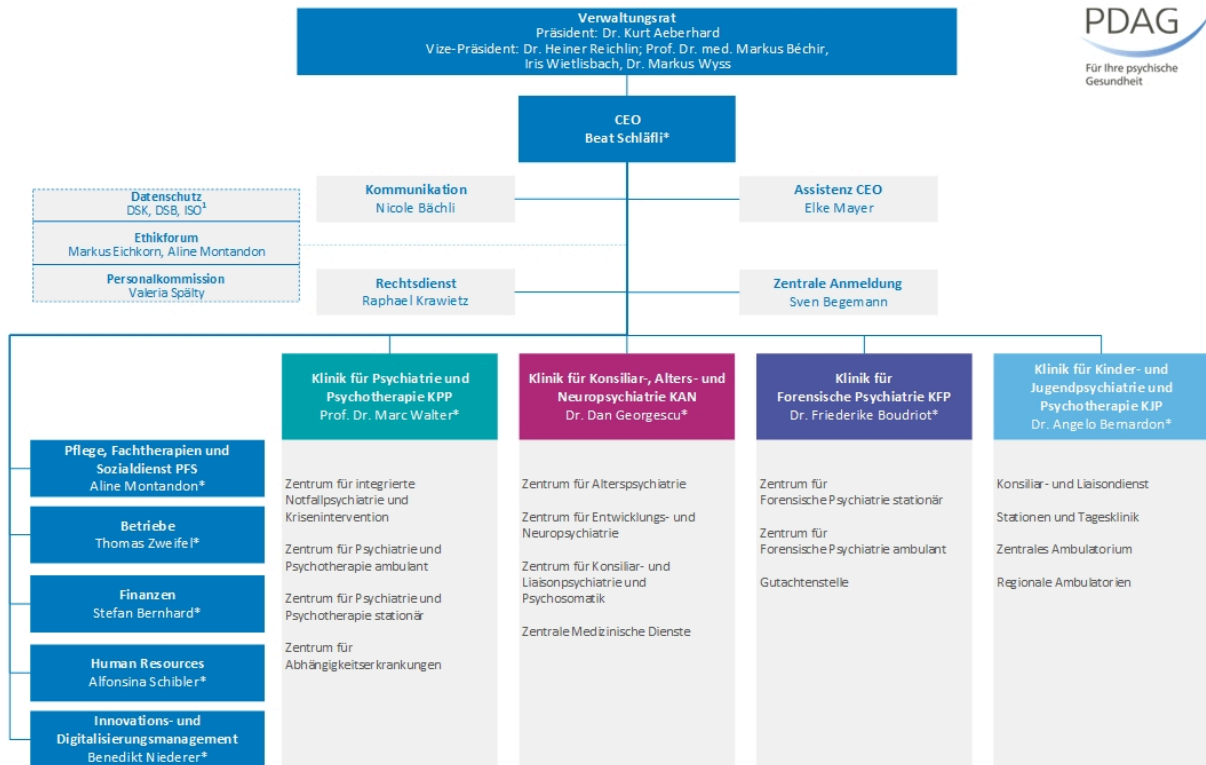 Verwaltungsrat
Präsident: Dr. Kurt Aeberhard
Vize-Präsident: Dr. Heiner Reichlin; Prof. Dr. med. Markus Béchir,
Iris Wietlisbach, Dr. Markus Wyss
PDAG
Für Ihre psychische
Gesundheit
CEO
Beat Schläfli*
Kommunikation
Nicole Bächli
Assistenz CEO
Elke Mayer
Datenschutz
DSK, DSB, ISO¹
Ethikforum
Markus Eichkorn, Aline Montandon
Personalkommission
Valeria Spälty
Rechtsdienst
Raphael Krawietz
Zentrale Anmeldung
Sven Begemann
Klinik für Psychiatrie und
Psychotherapie KPP
Prof. Dr. Marc Walter*
Klinik für Konsiliar-, Alters- und
Neuropsychiatrie KAN
Dr. Dan Georgescu*
Klinik für
Forensische Psychiatrie KFP
Dr. Friederike Boudriot*
Klinik für Kinder- und
Jugendpsychiatrie und
Psychotherapie KJP
Dr. Angelo Bernardon*
Pflege, Fachtherapien und
Sozialdienst PFS
Aline Montandon*
Betriebe
Thomas Zweifel*
Finanzen
Stefan Bernhard*
Human Resources
Alfonsina Schibler*
Innovations- und
Digitalisierungsmanagement
Benedikt Niederer*
Zentrum für integrierte
Notfallpsychiatrie und
Krisenintervention
Zentrum für Psychiatrie und
Psychotherapie ambulant
Zentrum für Psychiatrie und
Psychotherapie stationär
Zentrum für
Abhängigkeitserkrankungen
Zentrum für Alterspsychiatrie
Zentrum für Entwicklungs- und
Neuropsychiatrie
Zentrum für Konsiliar- und
Liaisonpsychiatrie und
Psychosomatik
Zentrale Medizinische Dienste
Zentrum für
Forensische Psychiatrie stationär
Zentrum für
Forensische Psychiatrie ambulant
Gutachtenstelle
Konsiliar- und Liaisondienst
Stationen und Tagesklinik
Zentrales Ambulatorium
Regionale Ambulatorien